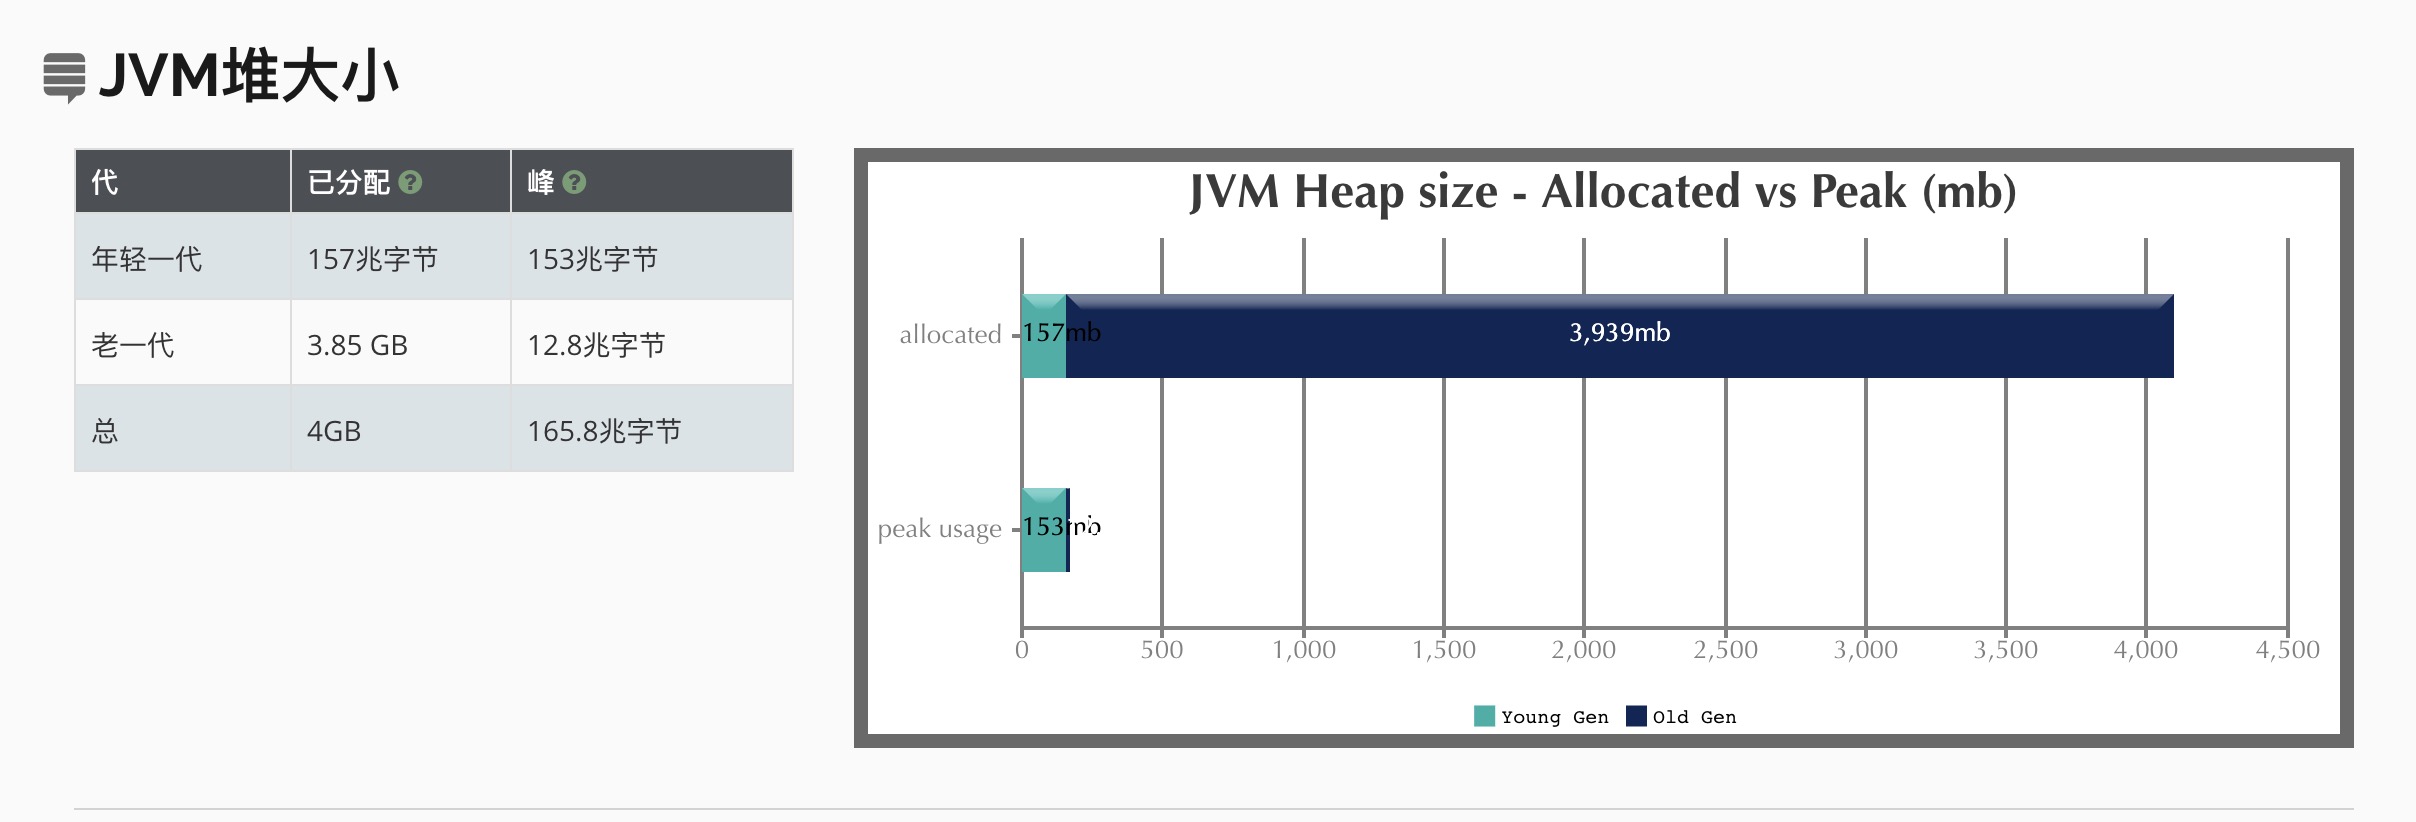 JVM堆大小
代 已分配 ? 峰 ?
年轻一代 157兆字节 153兆字节
老一代 3.85 GB 12.8兆字节
总 4GB 165.8兆字节
JVM Heap size - Allocated vs Peak (mb)
allocated 157mb 3,939mb
peak usage 153mb
0 500 1,000 1,500 2,000 2,500 3,000 3,500 4,000 4,500
Young Gen Old Gen